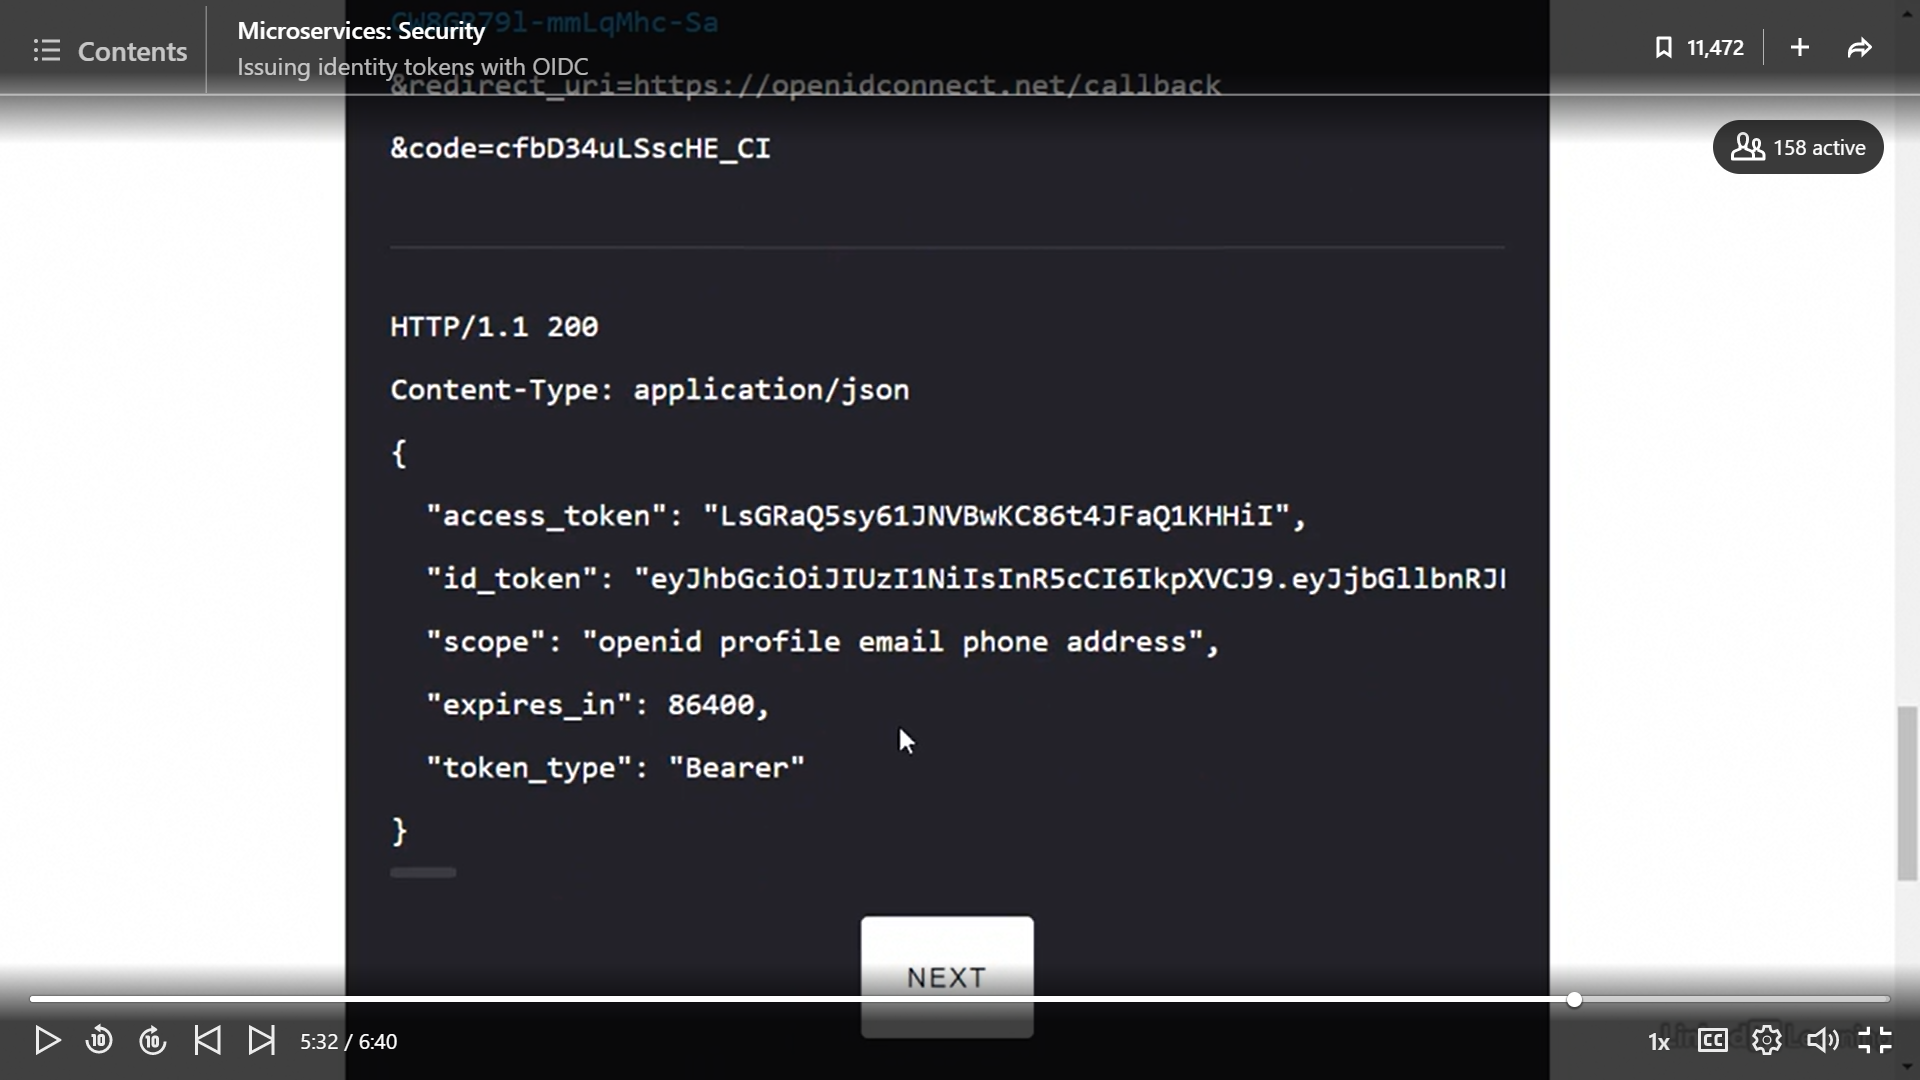 Contents
Microservices: Security
Issuing identity tokens with OIDC
11,472
158 active
CW8GR79l-mmLqMhc-Sa
&redirect_uri=https://openidconnect.net/callback
&code=cfbD34uLSscHE_CI
HTTP/1.1 200
Content-Type: application/json
{
"access_token": "LsGRaQ5sy61JNVBwKC86t4JFaQ1KHHiI",
"id_token": "eyJhbGciOiJIUzI1NiIsInR5cCI6IkpXVCJ9.eyJjbGllbnRJ
"scope": "openid profile email phone address",
"expires_in": 86400,
"token_type": "Bearer"
}
NEXT
10
10
5:32 / 6:40
1x
CC